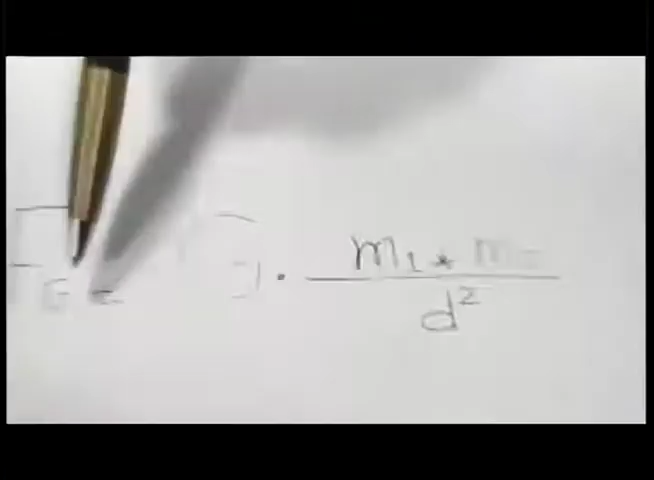 F G = G · m1 * m2
d²